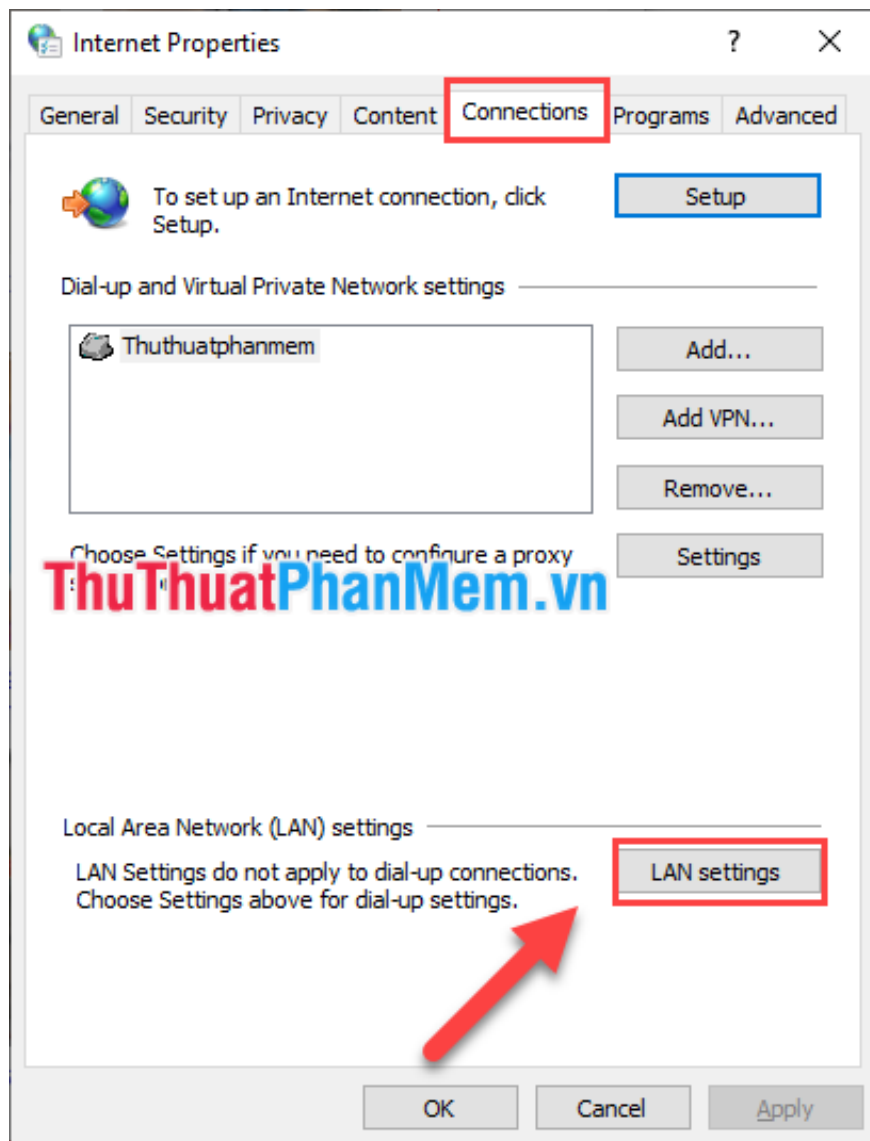 Internet Properties
?
General Security Privacy Content Connections Programs Advanced
To set up an Internet connection, click
Setup.
Setup
Dial-up and Virtual Private Network settings
Thuthuatphanmem
Add...
Add VPN...
Remove...
Choose Settings if you need to configure a proxy
Settings
ThuThuatPhanMem.vn
Local Area Network (LAN) settings
LAN Settings do not apply to dial-up connections.
Choose Settings above for dial-up settings.
LAN settings
OK Cancel Apply